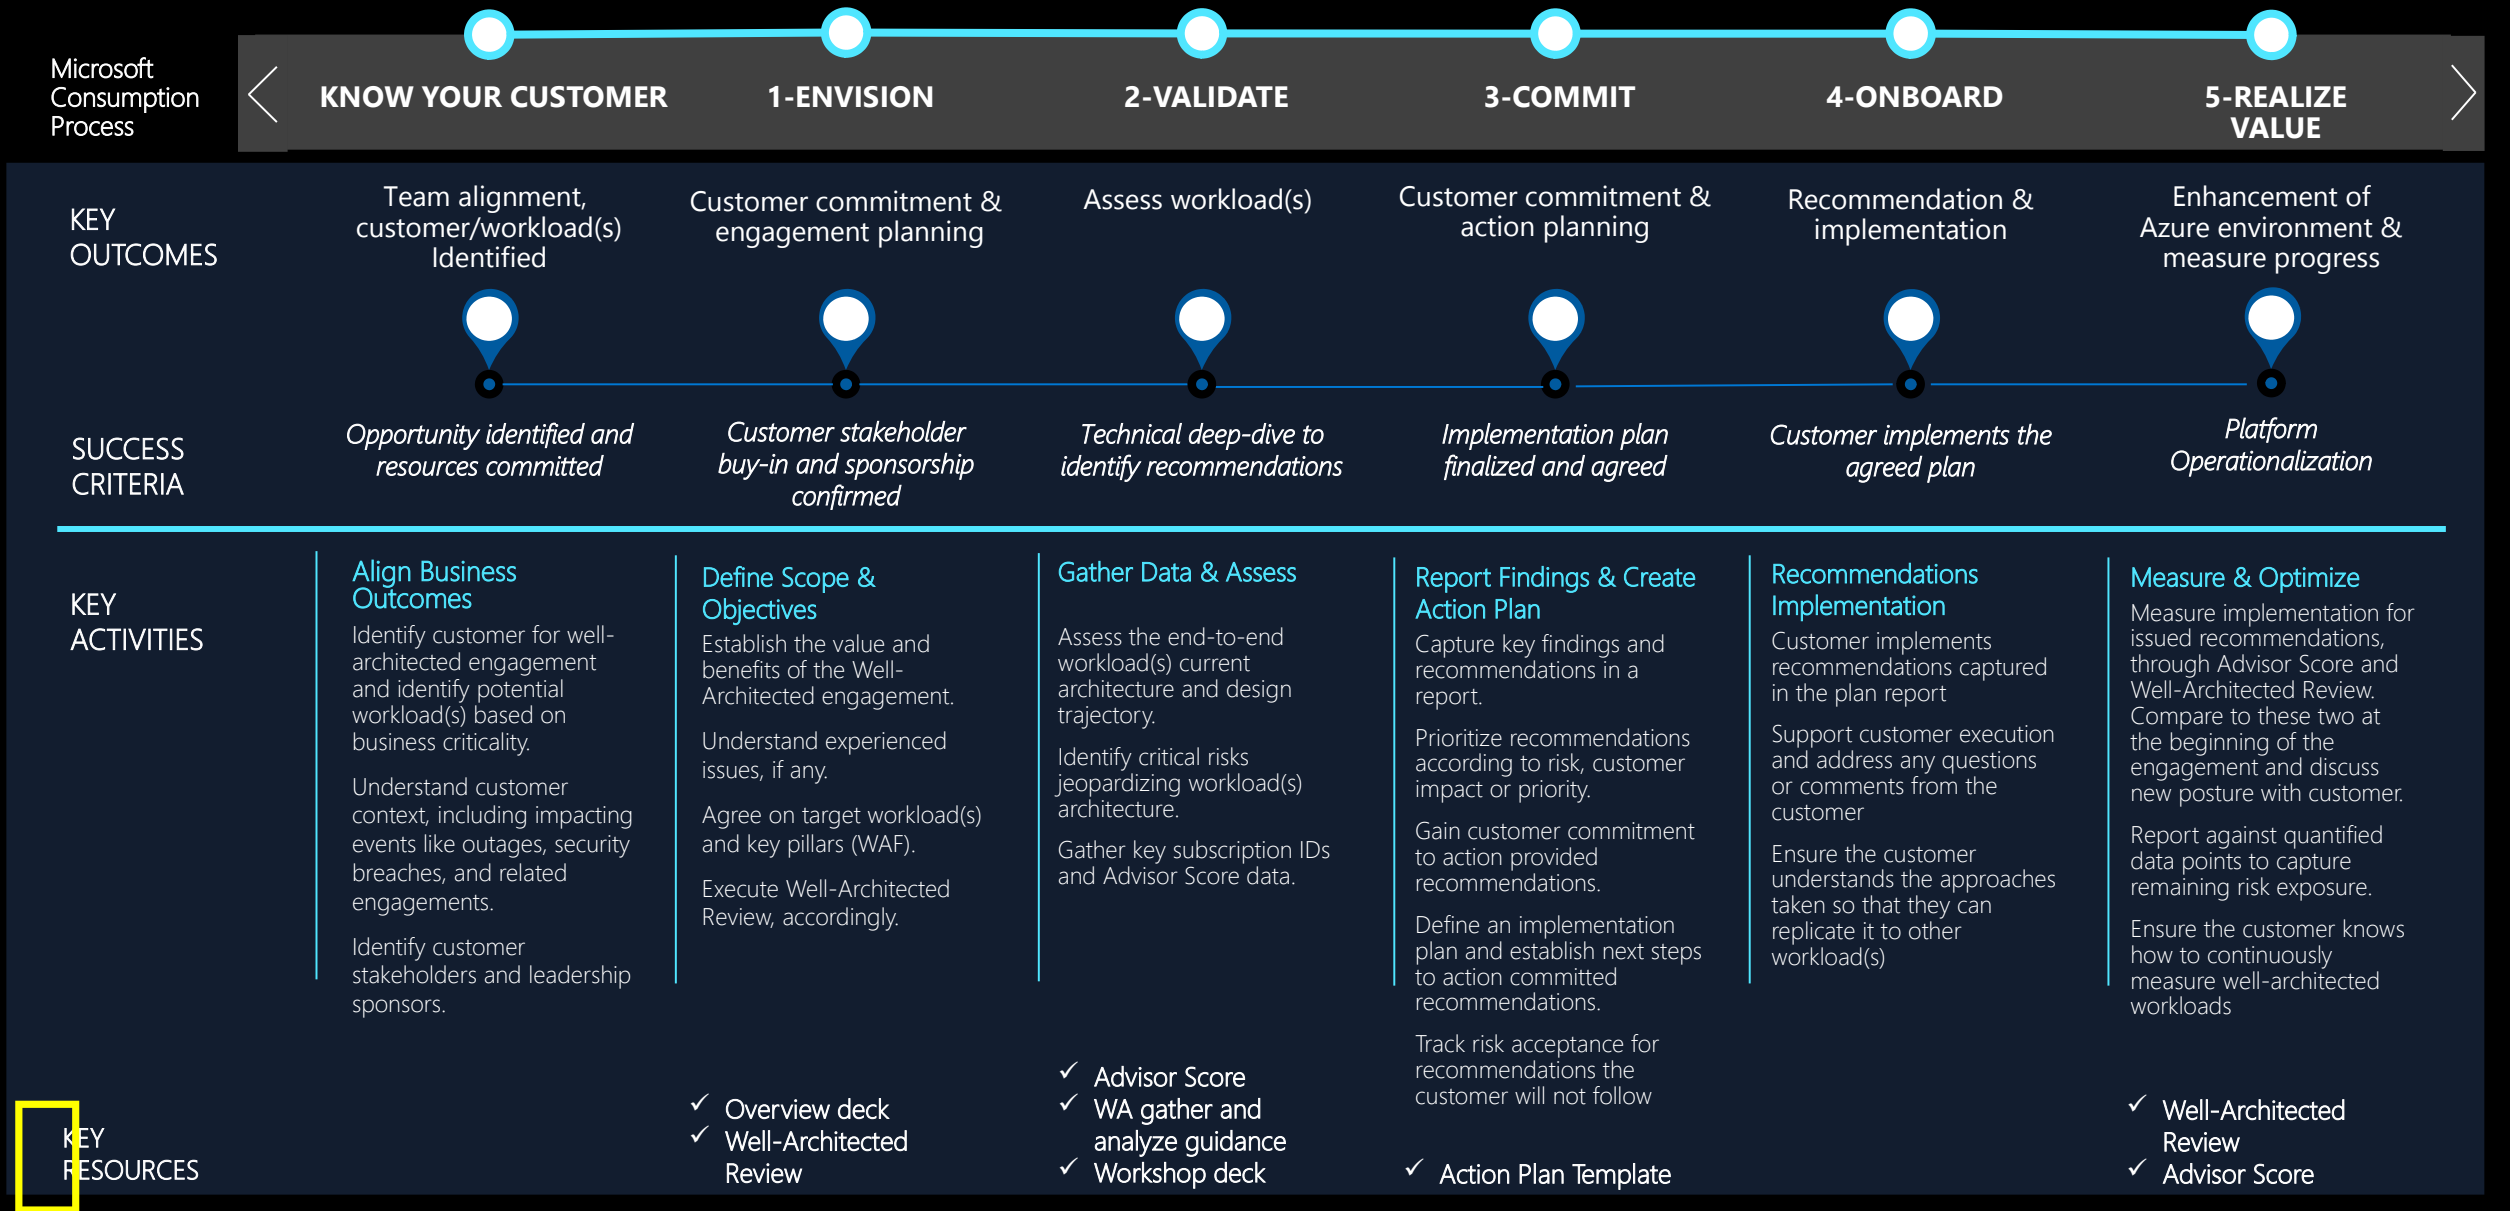 Microsoft
Consumption
Process
KNOW YOUR CUSTOMER
1-ENVISION
2-VALIDATE
3-COMMIT
4-ONBOARD
5-REALIZE
VALUE
KEY
OUTCOMES
Team alignment,
customer/workload(s)
Identified
Customer commitment &
engagement planning
Assess workload(s)
Customer commitment &
action planning
Recommendation &
implementation
Enhancement of
Azure environment &
measure progress
SUCCESS
CRITERIA
Opportunity identified and
resources committed
Customer stakeholder
buy-in and sponsorship
confirmed
Technical deep-dive to
identify recommendations
Implementation plan
finalized and agreed
Customer implements the
agreed plan
Platform
Operationalization
KEY
ACTIVITIES
Align Business
Outcomes
Identify customer for well-
architected engagement
and identify potential
workload(s) based on
business criticality.
Understand customer
context, including impacting
events like outages, security
breaches, and related
engagements.
Identify customer
stakeholders and leadership
sponsors.
Define Scope &
Objectives
Establish the value and
benefits of the Well-
Architected engagement.
Understand experienced
issues, if any.
Agree on target workload(s)
and key pillars (WAF).
Execute Well-Architected
Review, accordingly.
Gather Data & Assess
Assess the end-to-end
workload(s) current
architecture and design
trajectory.
Identify critical risks
jeopardizing workload(s)
architecture.
Gather key subscription IDs
and Advisor Score data.
Report Findings & Create
Action Plan
Capture key findings and
recommendations in a
report.
Prioritize recommendations
according to risk, customer
impact or priority.
Gain customer commitment
to action provided
recommendations.
Define an implementation
plan and establish next steps
to action committed
recommendations.
Track risk acceptance for
recommendations the
customer will not follow
Recommendations
Implementation
Customer implements
recommendations captured
in the plan report
Support customer execution
and address any questions
or comments from the
customer
Ensure the customer
understands the approaches
taken so that they can
replicate it to other
workload(s)
Measure & Optimize
Measure implementation for
issued recommendations,
through Advisor Score and
Well-Architected Review.
Compare to these two at
the beginning of the
engagement and discuss
new posture with customer.
Report against quantified
data points to capture
remaining risk exposure.
Ensure the customer knows
how to continuously
measure well-architected
workloads
KEY
RESOURCES
✓ Overview deck
✓ Well-Architected
Review
✓ Advisor Score
✓ WA gather and
analyze guidance
✓ Workshop deck
✓ Action Plan Template
✓ Well-Architected
Review
✓ Advisor Score